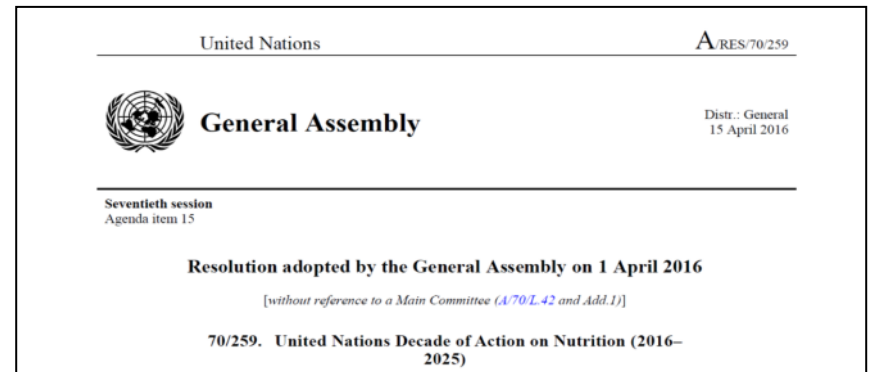 United Nations
A/RES/70/259
General Assembly
Distr.: General
15 April 2016
Seventieth session
Agenda item 15
Resolution adopted by the General Assembly on 1 April 2016
[without reference to a Main Committee (A/70/L.42 and Add.1)]
70/259. United Nations Decade of Action on Nutrition (2016–
2025)